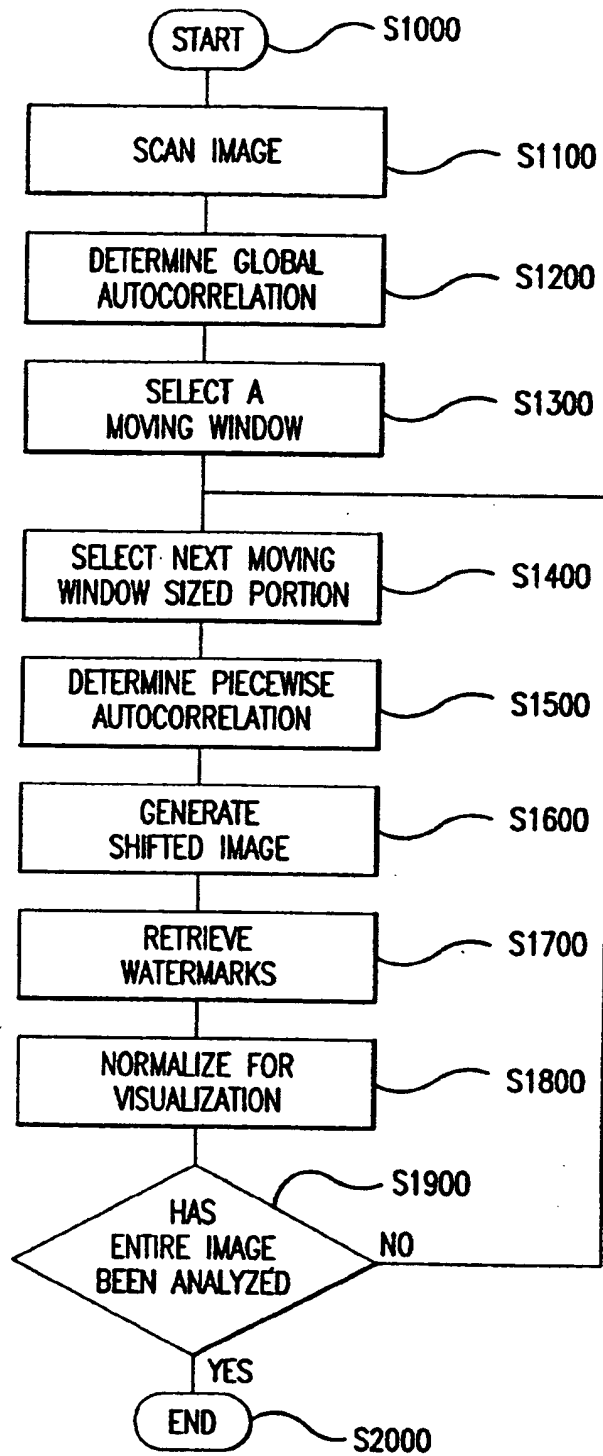 START
S1000
SCAN IMAGE
S1100
DETERMINE GLOBAL
AUTOCORRELATION
S1200
SELECT A
MOVING WINDOW
S1300
SELECT NEXT MOVING
WINDOW SIZED PORTION
S1400
DETERMINE PIECEWISE
AUTOCORRELATION
S1500
GENERATE
SHIFTED IMAGE
S1600
RETRIEVE
WATERMARKS
S1700
NORMALIZE FOR
VISUALIZATION
S1800
S1900
HAS
ENTIRE IMAGE
BEEN ANALYZED
NO
YES
END
S2000